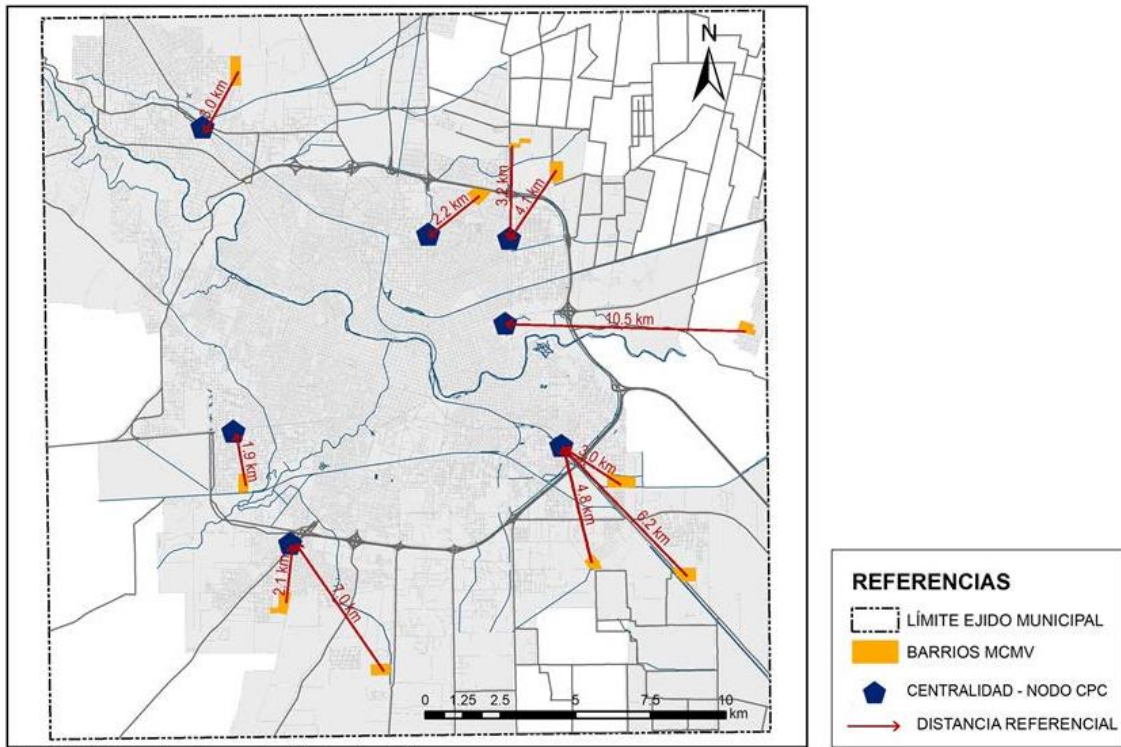 N
3.0 km
3.2 km
4.1 km
2.2 km
10.5 km
1.9 km
3.0 km
4.8 km
6.2 km
2.1 km
7.0 km
0 1.25 2.5 5 7.5 10
km
REFERENCIAS
LÍMITE EJIDO MUNICIPAL
BARRIOS MCMV
CENTRALIDAD - NODO CPC
DISTANCIA REFERENCIAL